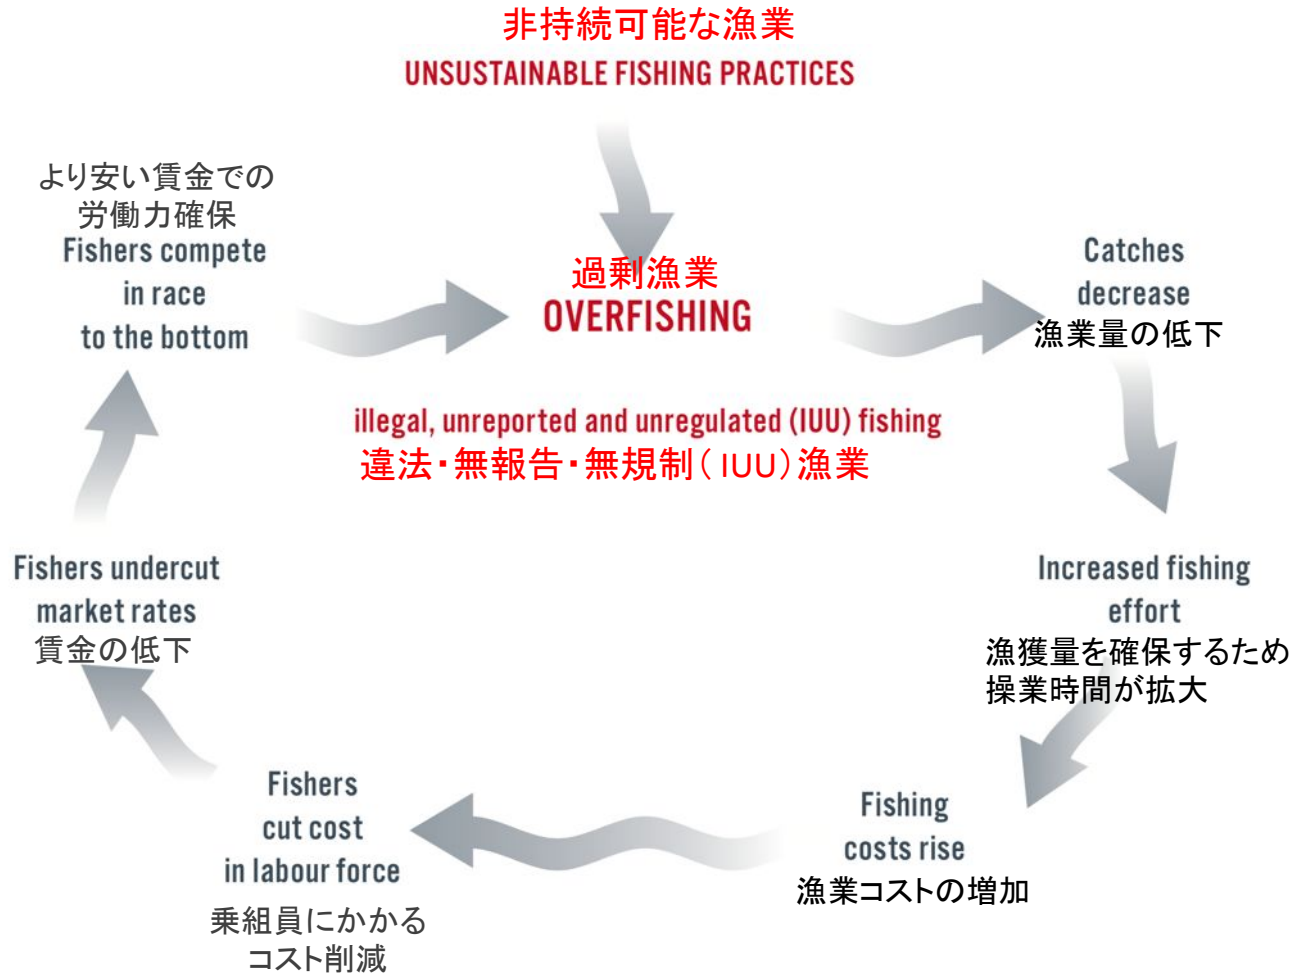 非持続可能な漁業
UNSUSTAINABLE FISHING PRACTICES
より安い賃金での
労働力確保
Fishers compete
in race
to the bottom
過剰漁業
OVERFISHING
Catches
decrease
漁業量の低下
illegal, unreported and unregulated (IUU) fishing
違法・無報告・無規制（IUU）漁業
Fishers undercut
market rates
賃金の低下
Increased fishing
effort
漁獲量を確保するため
操業時間が拡大
Fishers
cut cost
in labour force
乗組員にかかる
コスト削減
Fishing
costs rise
漁業コストの増加